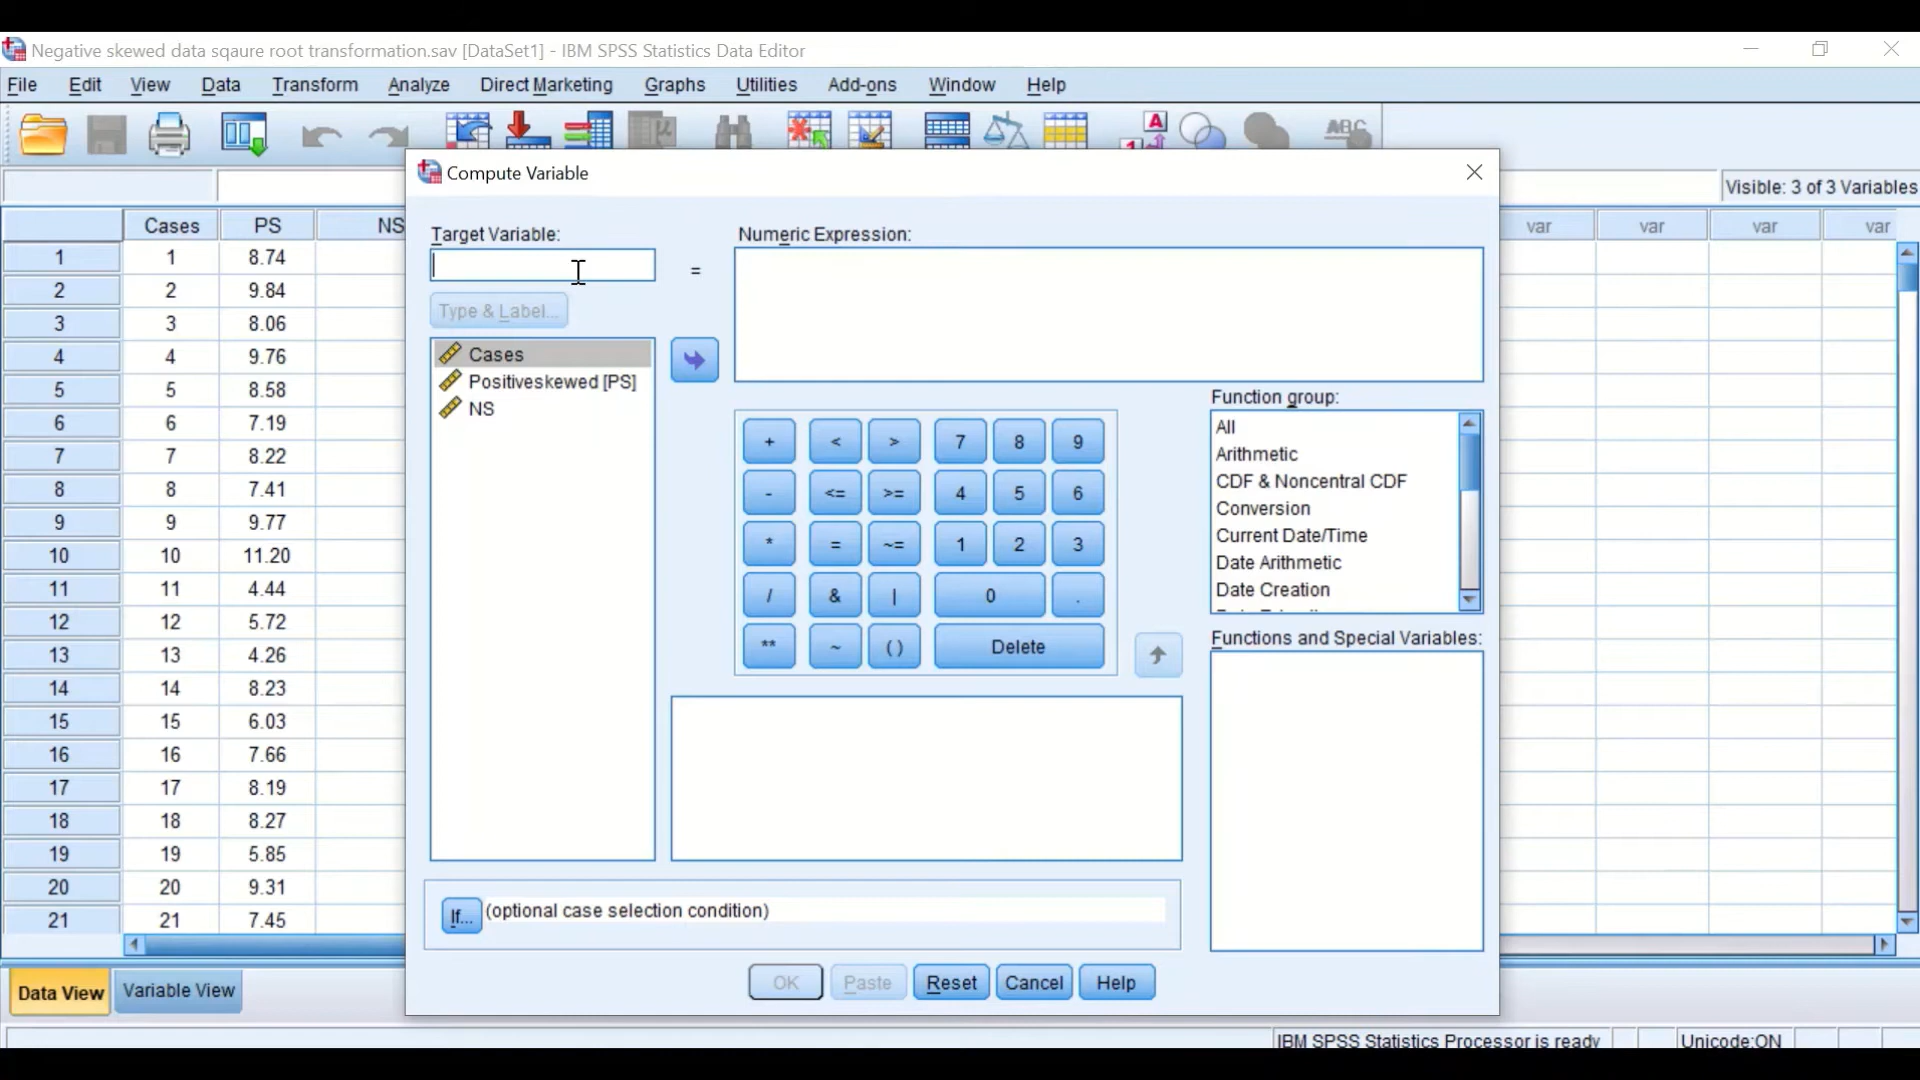 Negative skewed data sqaure root transformation.sav [DataSet1] - IBM SPSS Statistics Data Editor
File Edit View Data Transform Analyze Direct Marketing Graphs Utilities Add-ons Window Help
Compute Variable
Visible: 3 of 3 Variables
Cases PS NS var var var var
1 1 8.74
2 2 9.84
3 3 8.06
4 4 9.76
5 5 8.58
6 6 7.19
7 7 8.22
8 8 7.41
9 9 9.77
10 10 11.20
11 11 4.44
12 12 5.72
13 13 4.26
14 14 8.23
15 15 6.03
16 16 7.66
17 17 8.19
18 18 8.27
19 19 5.85
20 20 9.31
21 21 7.45
Target Variable:
=
Numeric Expression:
Type & Label...
Cases
Positiveskewed [PS]
NS
+ < > 7 8 9
- <= >= 4 5 6
* = ~= 1 2 3
/ & | 0 .
** ~ ( ) Delete
Function group:
All
Arithmetic
CDF & Noncentral CDF
Conversion
Current Date/Time
Date Arithmetic
Date Creation
Functions and Special Variables:
If... (optional case selection condition)
OK Paste Reset Cancel Help
Data View Variable View
IBM SPSS Statistics Processor is ready Unicode:ON